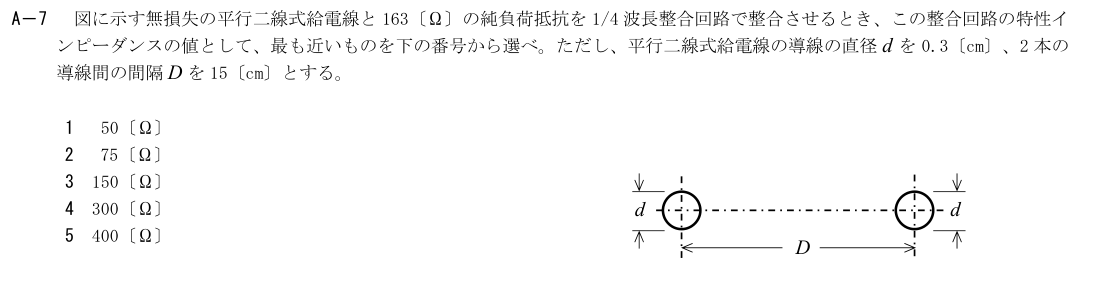 A－7　図に示す無損失の平行二線式給電線と 163〔Ω〕の純負荷抵抗を 1/4 波長整合回路で整合させるとき、この整合回路の特性イ
ンピーダンスの値として、最も近いものを下の番号から選べ。ただし、平行二線式給電線の導線の直径 d を 0.3〔cm〕、2 本の
導線間の間隔 D を 15〔cm〕とする。
1　50〔Ω〕
2　75〔Ω〕
3　150〔Ω〕
4　300〔Ω〕
5　400〔Ω〕
d
d
D